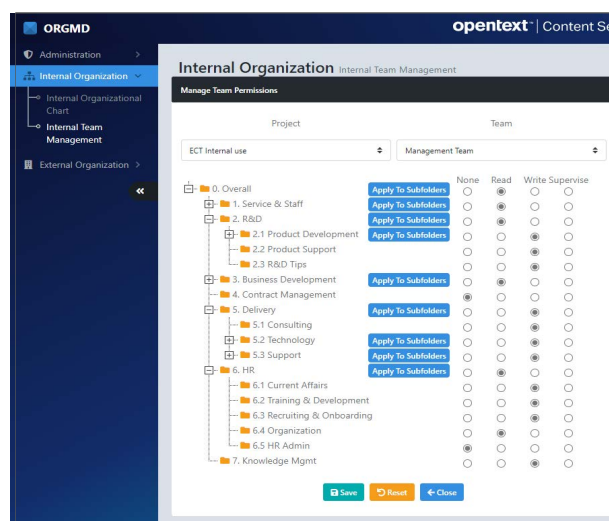 ORGMD
opentext™ | Content Se
Administration
Internal Organization
Internal Organizational
Chart
Internal Team
Management
External Organization
Internal Organization Internal Team Management
Manage Team Permissions
Project
Team
ECT Internal use
Management Team
None Read Write Supervise
0. Overall Apply To Subfolders
1. Service & Staff Apply To Subfolders
2. R&D Apply To Subfolders
2.1 Product Development Apply To Subfolders
2.2 Product Support
2.3 R&D Tips
3. Business Development Apply To Subfolders
4. Contract Management
5. Delivery Apply To Subfolders
5.1 Consulting
5.2 Technology Apply To Subfolders
5.3 Support Apply To Subfolders
6. HR Apply To Subfolders
6.1 Current Affairs
6.2 Training & Development
6.3 Recruiting & Onboarding
6.4 Organization
6.5 HR Admin
7. Knowledge Mgmt
Save Reset Close